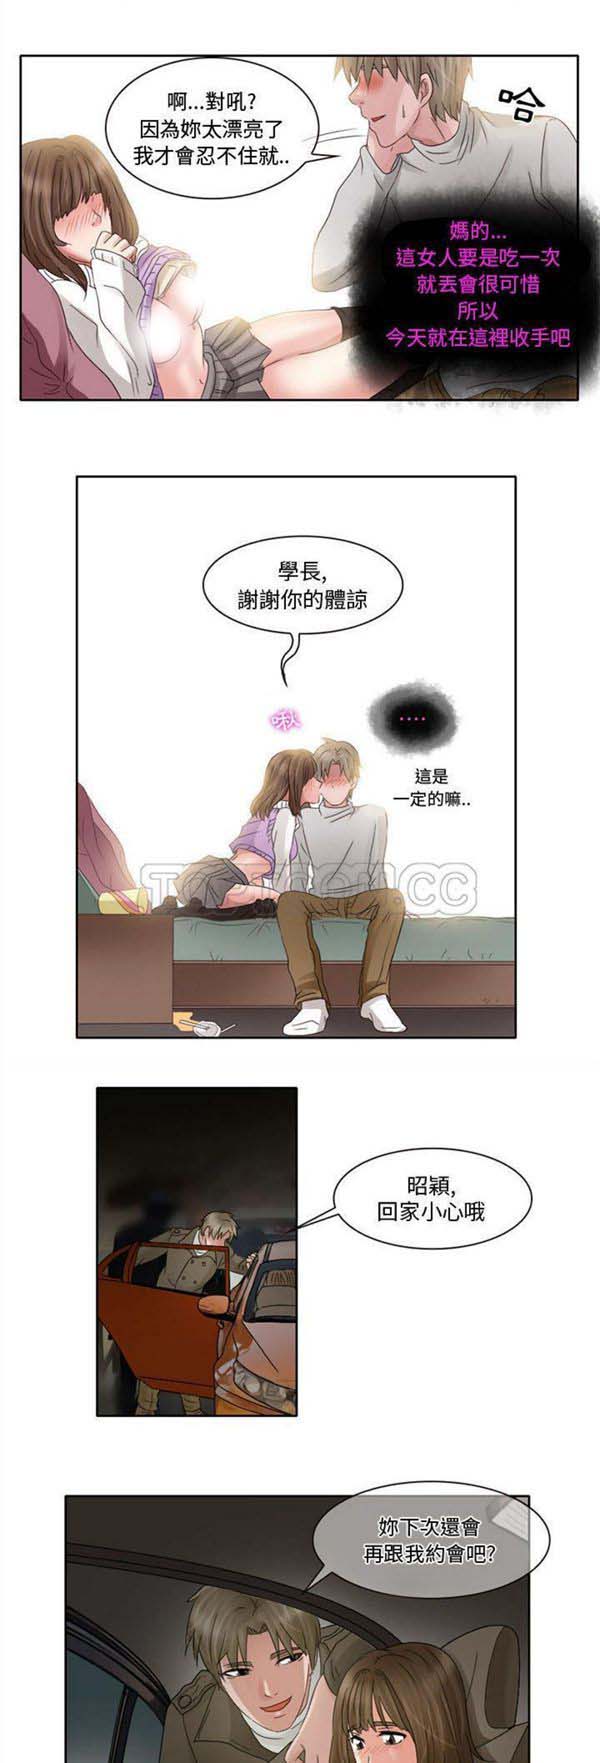 啊...對吼?
因為妳太漂亮了
我才會忍不住就..
哈
媽的...
這女人要是吃一次
就丟會很可惜
所以
今天就在這裡收手吧
學長,
謝謝你的體諒
啾
....
這是
一定的嘛..
昭穎,
回家小心哦
妳下次還會
再跟我約會吧?